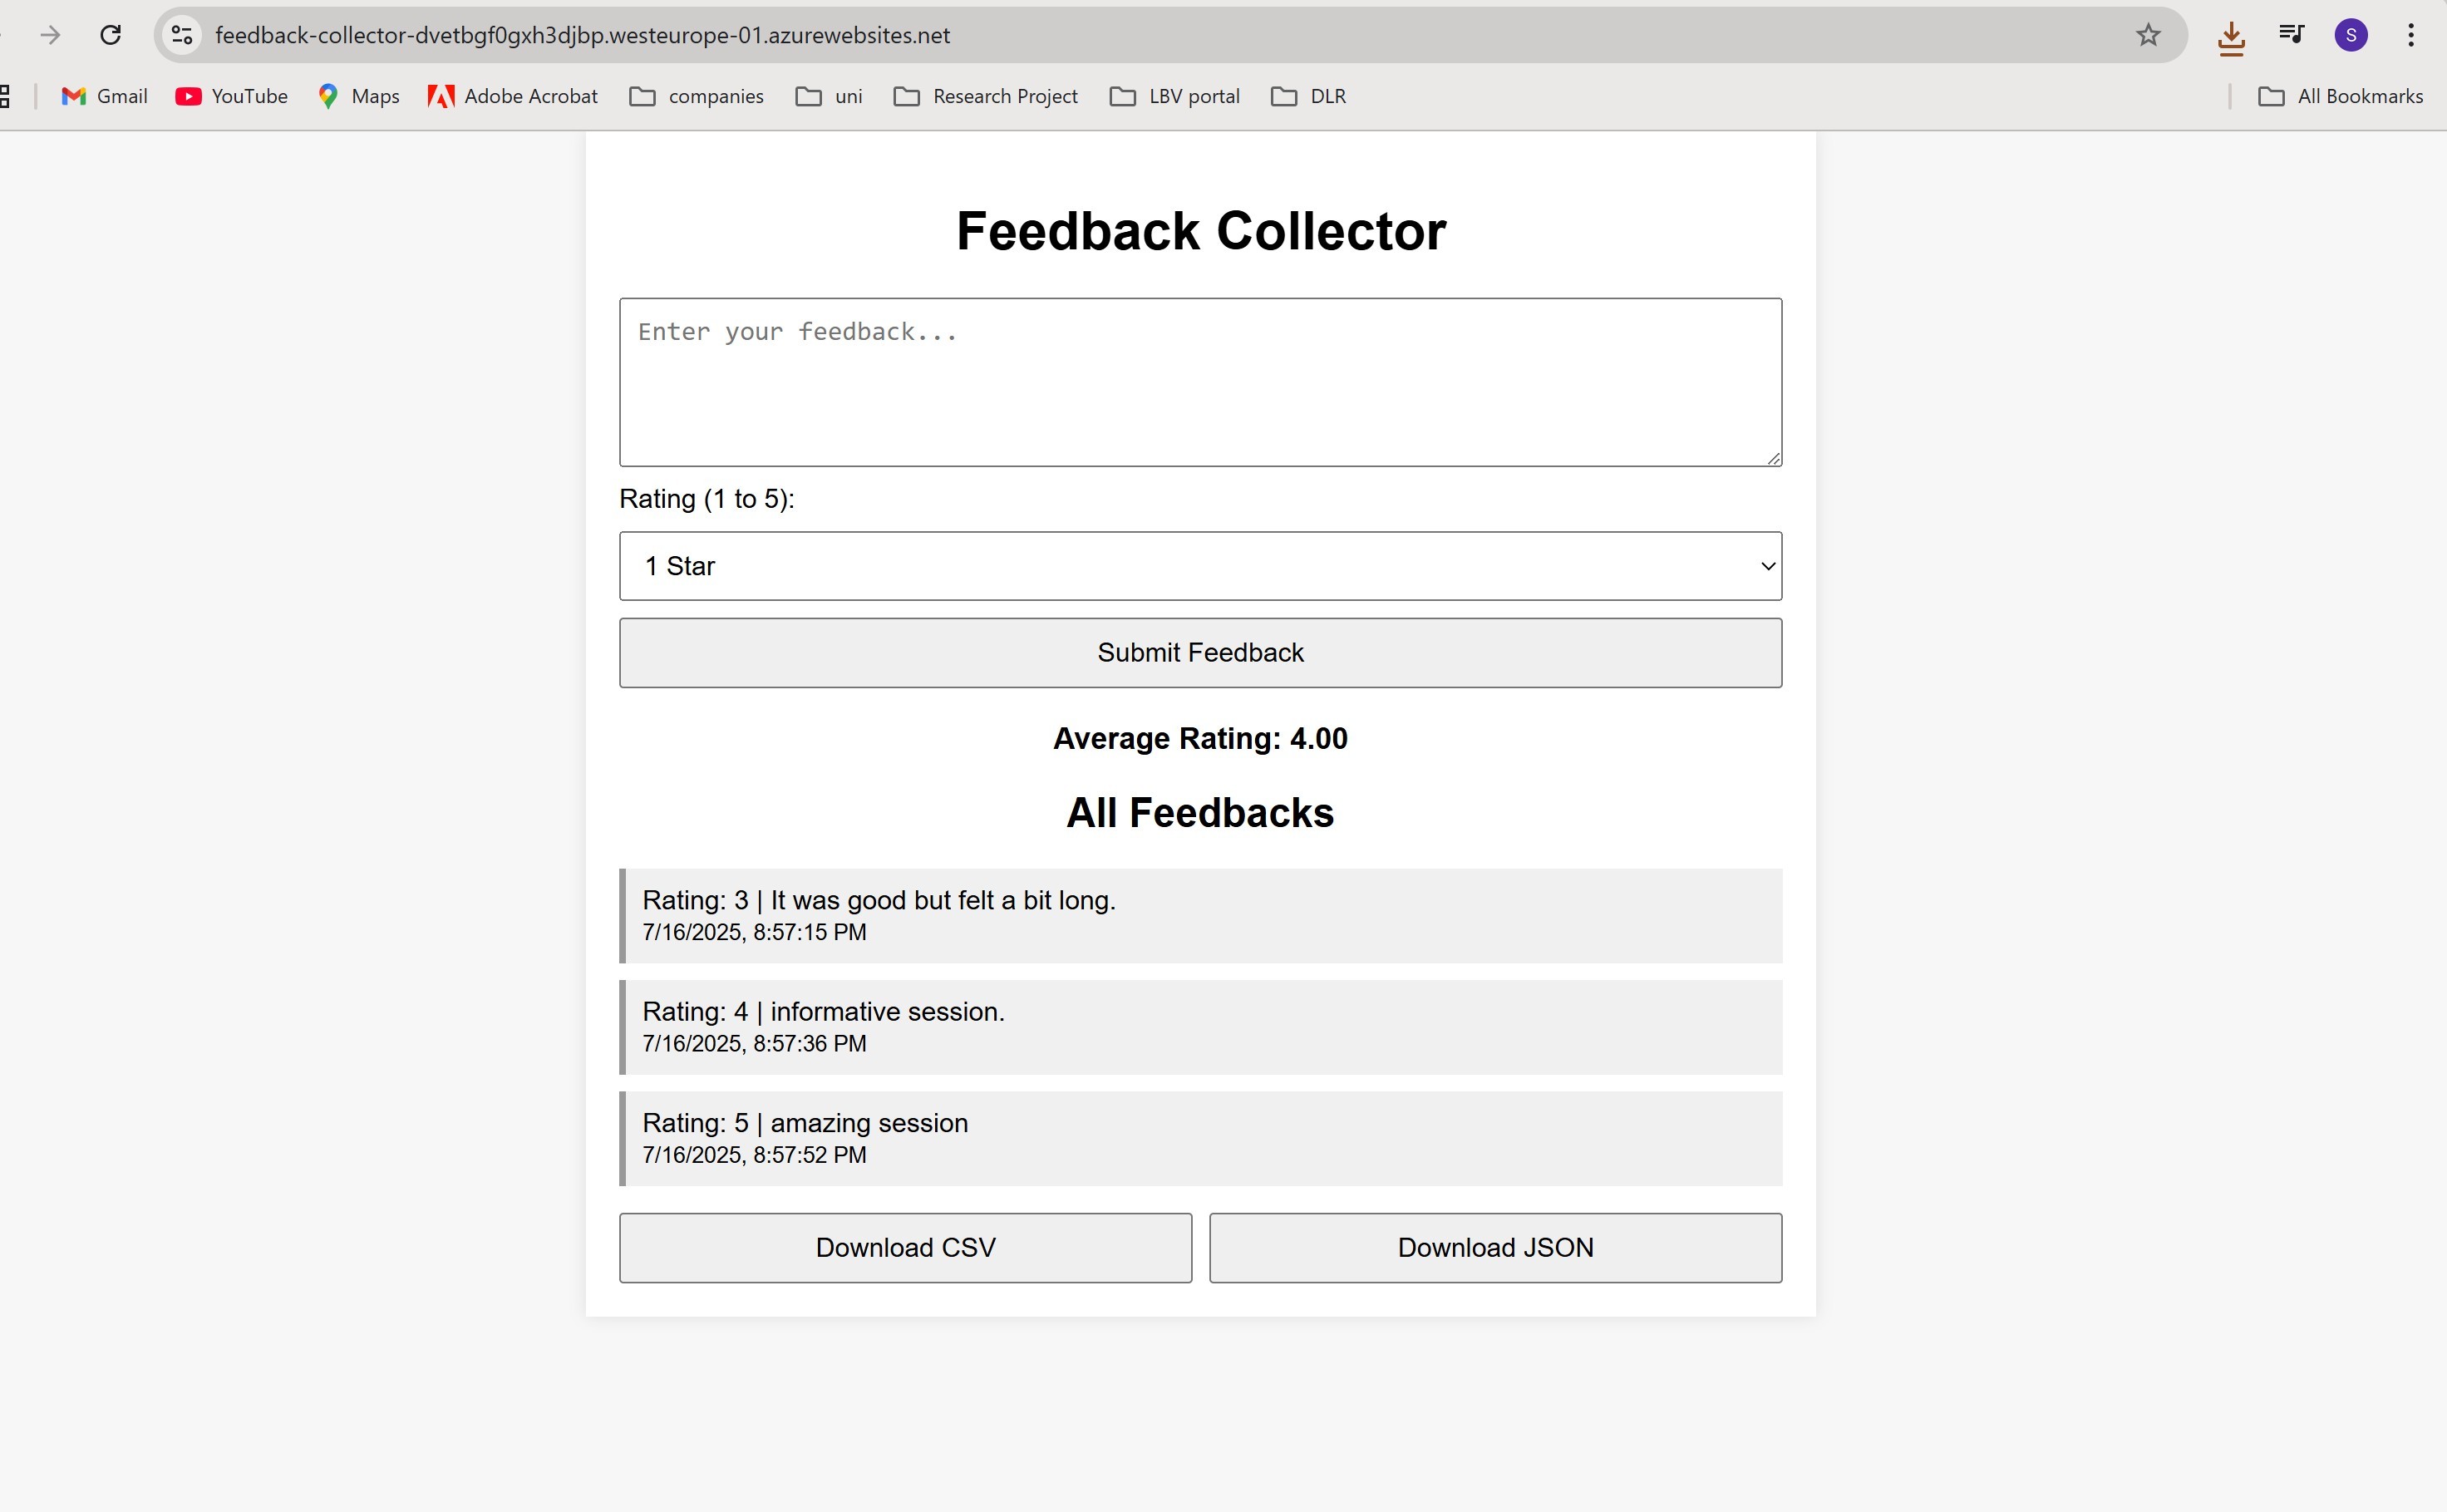 feedback-collector-dvetbgf0gxh3djbp.westeurope-01.azurewebsites.net
S
Gmail YouTube Maps Adobe Acrobat companies uni Research Project LBV portal DLR All Bookmarks
Feedback Collector
Enter your feedback...
Rating (1 to 5):
1 Star
Submit Feedback
Average Rating: 4.00
All Feedbacks
Rating: 3 | It was good but felt a bit long.
7/16/2025, 8:57:15 PM
Rating: 4 | informative session.
7/16/2025, 8:57:36 PM
Rating: 5 | amazing session
7/16/2025, 8:57:52 PM
Download CSV Download JSON